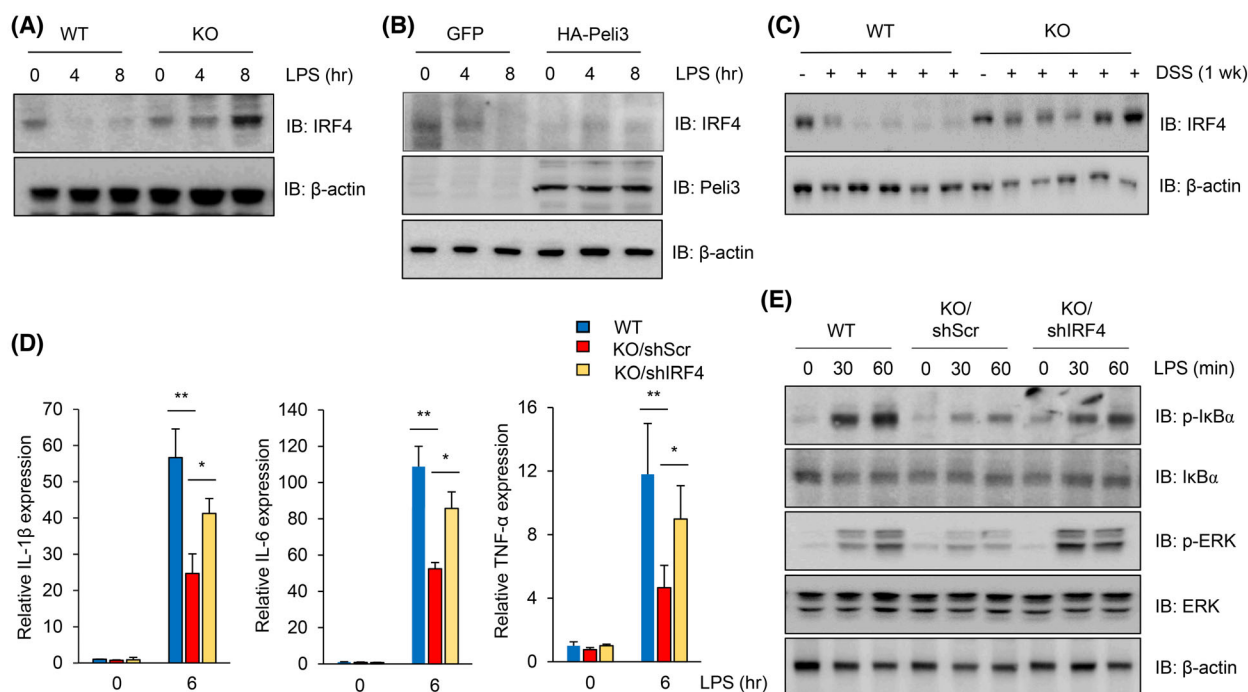 (A)
WT KO
0 4 8 0 4 8 LPS (hr)
IB: IRF4
IB: β-actin
(B)
GFP HA-Peli3
0 4 8 0 4 8 LPS (hr)
IB: IRF4
IB: Peli3
IB: β-actin
(C)
WT KO
- + + + + + - + + + + + DSS (1 wk)
IB: IRF4
IB: β-actin
(D)
WT
KO/shScr
KO/shIRF4
Relative IL-1β expression
70
60
50
40
30
20
10
0
**
*
0 6
Relative IL-6 expression
140
120
100
80
60
40
20
0
**
*
0 6
Relative TNF-α expression
16
12
8
4
0
**
*
0 6 LPS (hr)
(E)
WT KO/ KO/
shScr shIRF4
0 30 60 0 30 60 0 30 60 LPS (min)
IB: p-IκBα
IB: IκBα
IB: p-ERK
IB: ERK
IB: β-actin